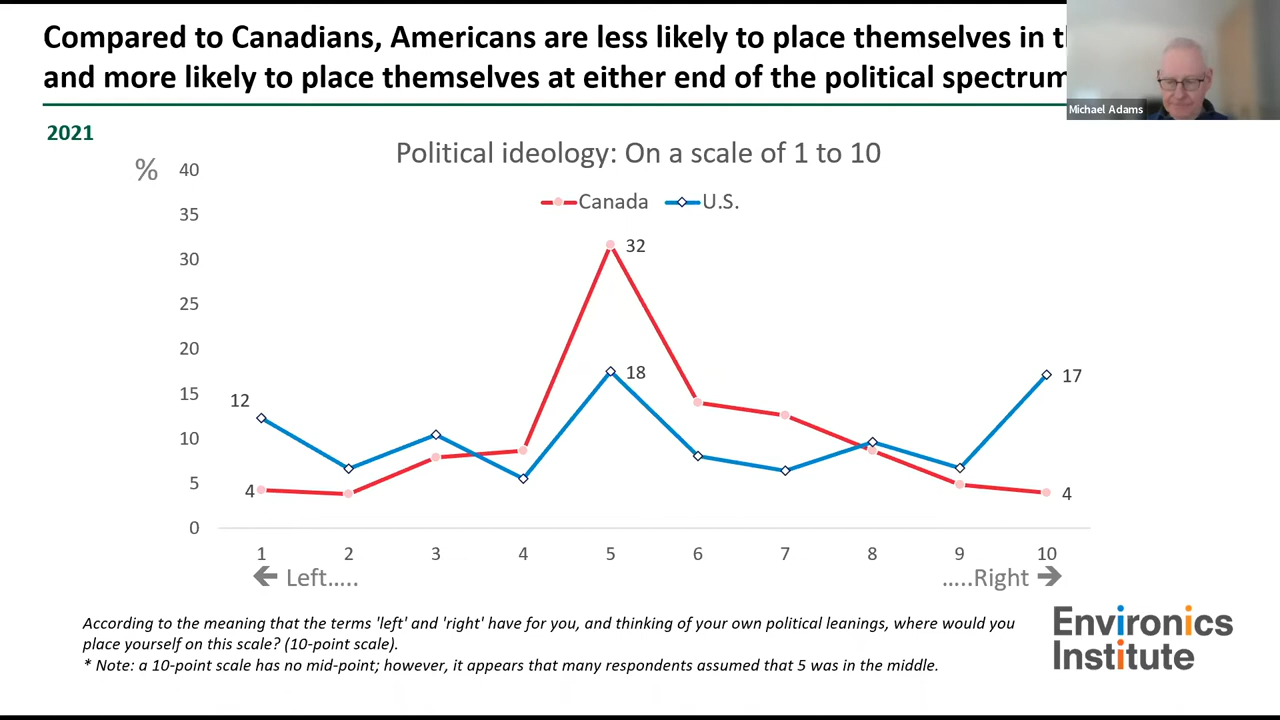 Compared to Canadians, Americans are less likely to place themselves in
and more likely to place themselves at either end of the political spectrum
Michael Adams
2021
Political ideology: On a scale of 1 to 10
%
Canada U.S.
40
35
30
25
20
15
10
5
0
12
4
32
18
17
4
1 2 3 4 5 6 7 8 9 10
Left.....
.....Right
According to the meaning that the terms 'left' and 'right' have for you, and thinking of your own political leanings, where would you
place yourself on this scale? (10-point scale).
* Note: a 10-point scale has no mid-point; however, it appears that many respondents assumed that 5 was in the middle.
Environics
Institute